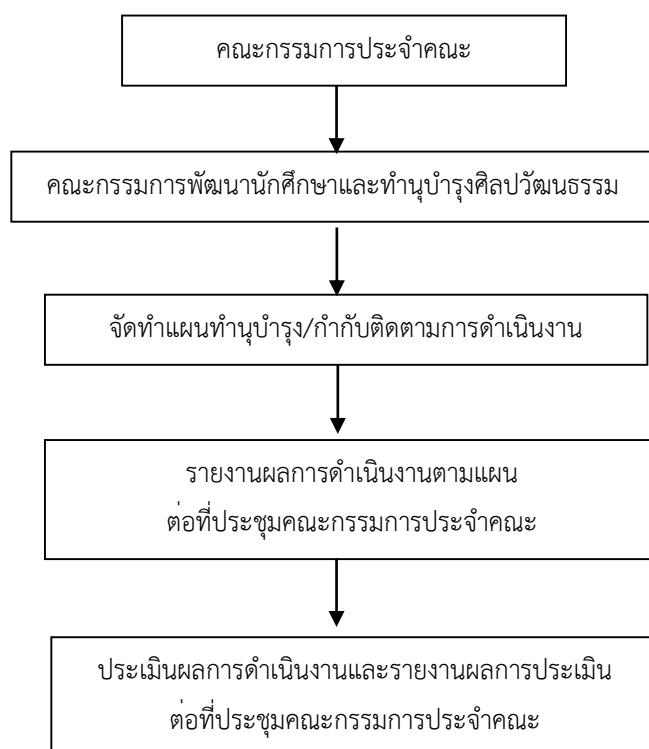 คณะกรรมการประจำคณะ
คณะกรรมการพัฒนานักศึกษาและทำนุบำรุงศิลปวัฒนธรรม
จัดทำแผนทำนุบำรุง/กำกับติดตามการดำเนินงาน
รายงานผลการดำเนินงานตามแผน
ต่อที่ประชุมคณะกรรมการประจำคณะ
ประเมินผลการดำเนินงานและรายงานผลการประเมิน
ต่อที่ประชุมคณะกรรมการประจำคณะ